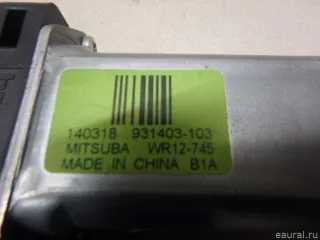 140318 931403-103
MITSUBA WR12-745
MADE IN CHINA B1A
eaural.ru